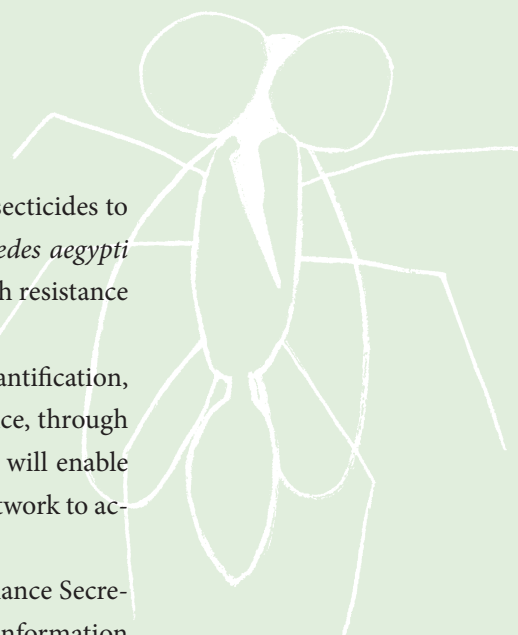 secticides to
edes aegypti
h resistance
antification,
ce, through
will enable
twork to ac-
ance Secre-
nformation